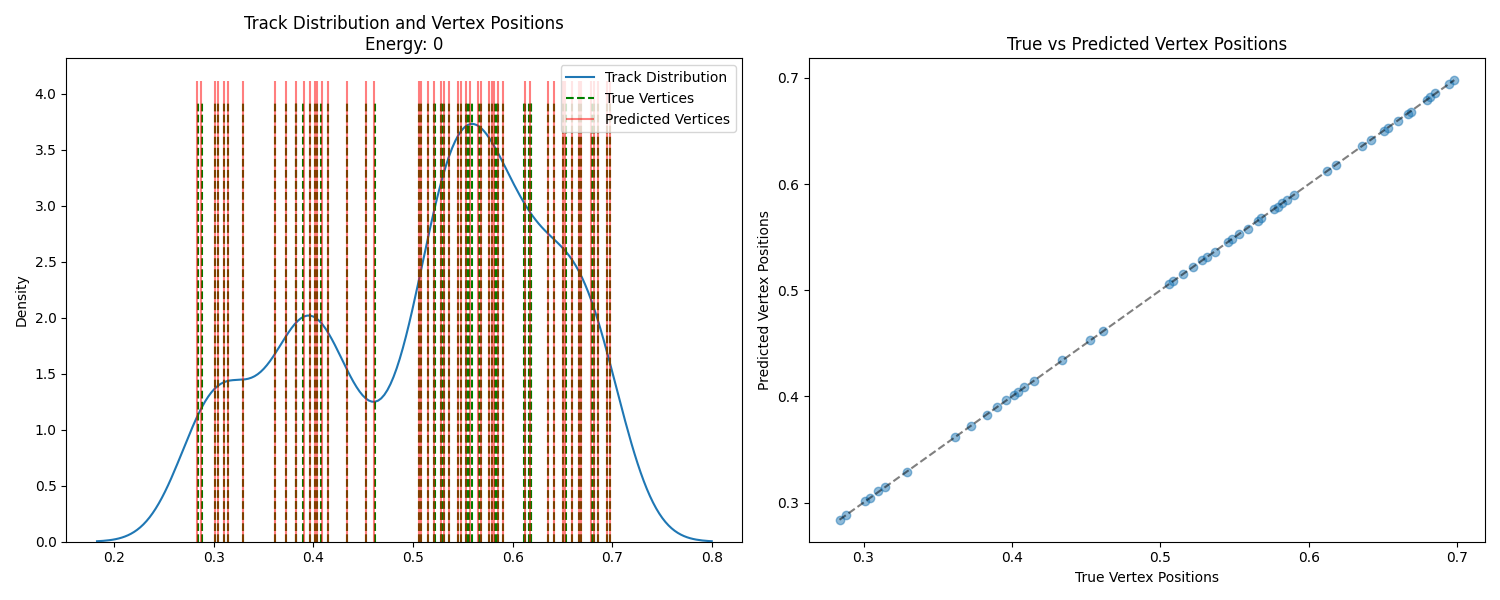 Track Distribution and Vertex Positions
Energy: 0
Density
4.0
3.5
3.0
2.5
2.0
1.5
1.0
0.5
0.0
0.2
0.3
0.4
0.5
0.6
0.7
0.8
Track Distribution
True Vertices
Predicted Vertices
True vs Predicted Vertex Positions
Predicted Vertex Positions
0.7
0.6
0.5
0.4
0.3
0.3
0.4
0.5
0.6
0.7
True Vertex Positions